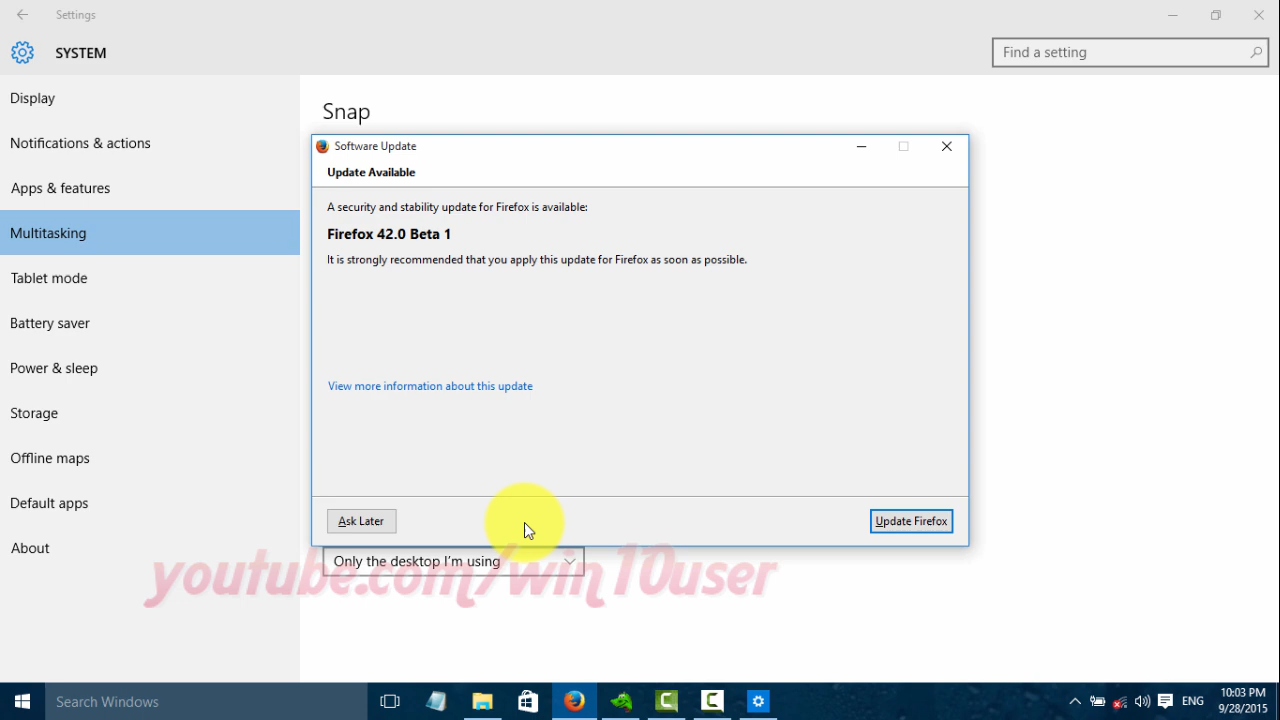 Settings
SYSTEM
Find a setting
Display
Notifications & actions
Apps & features
Multitasking
Tablet mode
Battery saver
Power & sleep
Storage
Offline maps
Default apps
About
Snap
Software Update
Update Available
A security and stability update for Firefox is available:
Firefox 42.0 Beta 1
It is strongly recommended that you apply this update for Firefox as soon as possible.
View more information about this update
Ask Later
Update Firefox
Only the desktop I'm using
youtube.com/win10user
Search Windows
ENG
10:03 PM
9/28/2015